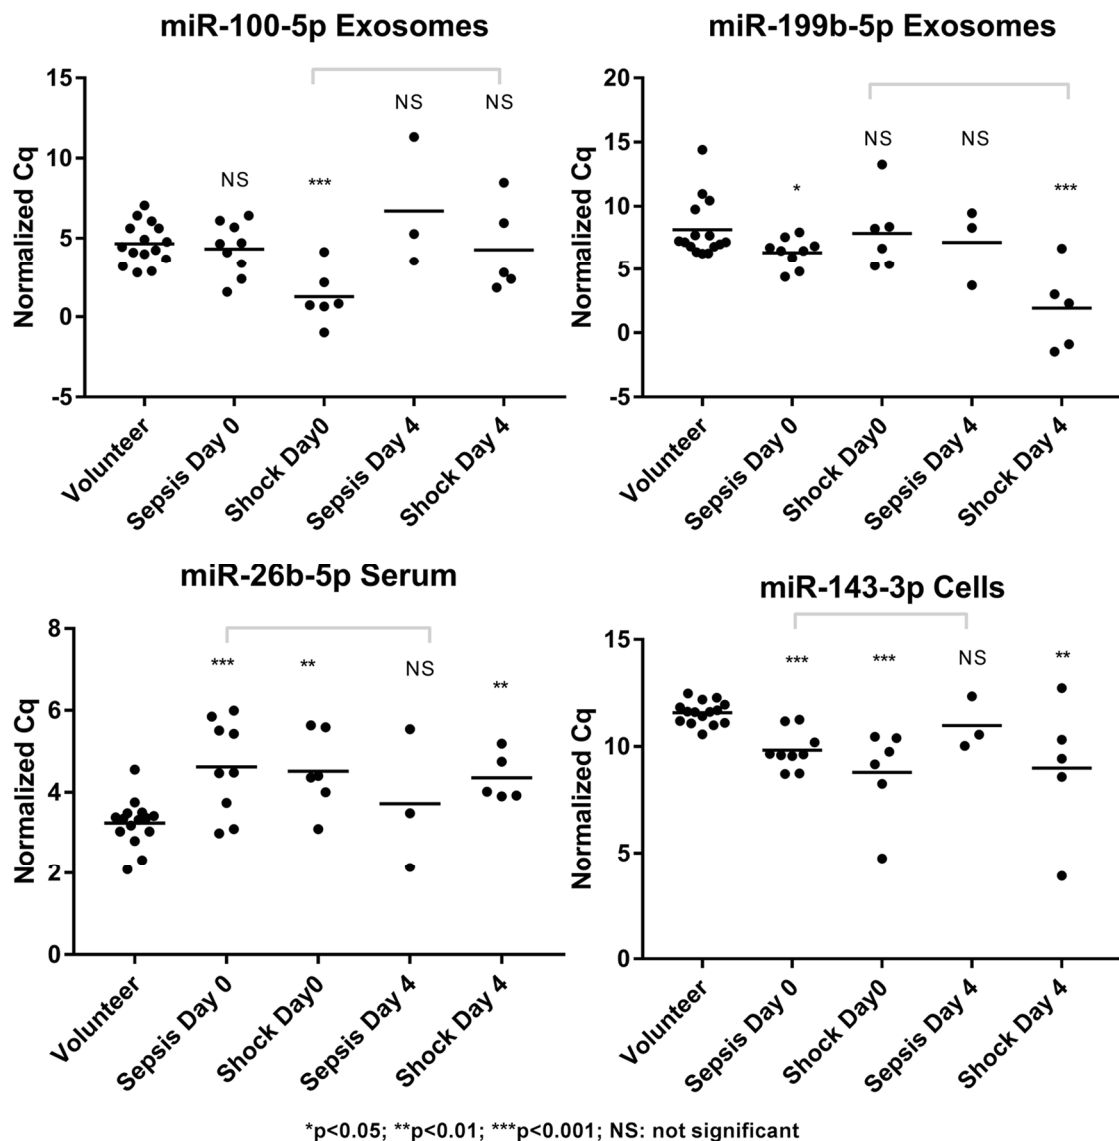 miR-100-5p Exosomes
Normalized Cq
15
10
5
0
-5
NS
***
NS
NS
Volunteer
Sepsis Day 0
Shock Day0
Sepsis Day 4
Shock Day 4
miR-199b-5p Exosomes
Normalized Cq
20
15
10
5
0
-5
*
NS
NS
***
Volunteer
Sepsis Day 0
Shock Day0
Sepsis Day 4
Shock Day 4
miR-26b-5p Serum
Normalized Cq
8
6
4
2
0
***
**
NS
**
Volunteer
Sepsis Day 0
Shock Day0
Sepsis Day 4
Shock Day 4
miR-143-3p Cells
Normalized Cq
15
10
5
0
***
***
NS
**
Volunteer
Sepsis Day 0
Shock Day0
Sepsis Day 4
Shock Day 4
*p<0.05; **p<0.01; ***p<0.001; NS: not significant